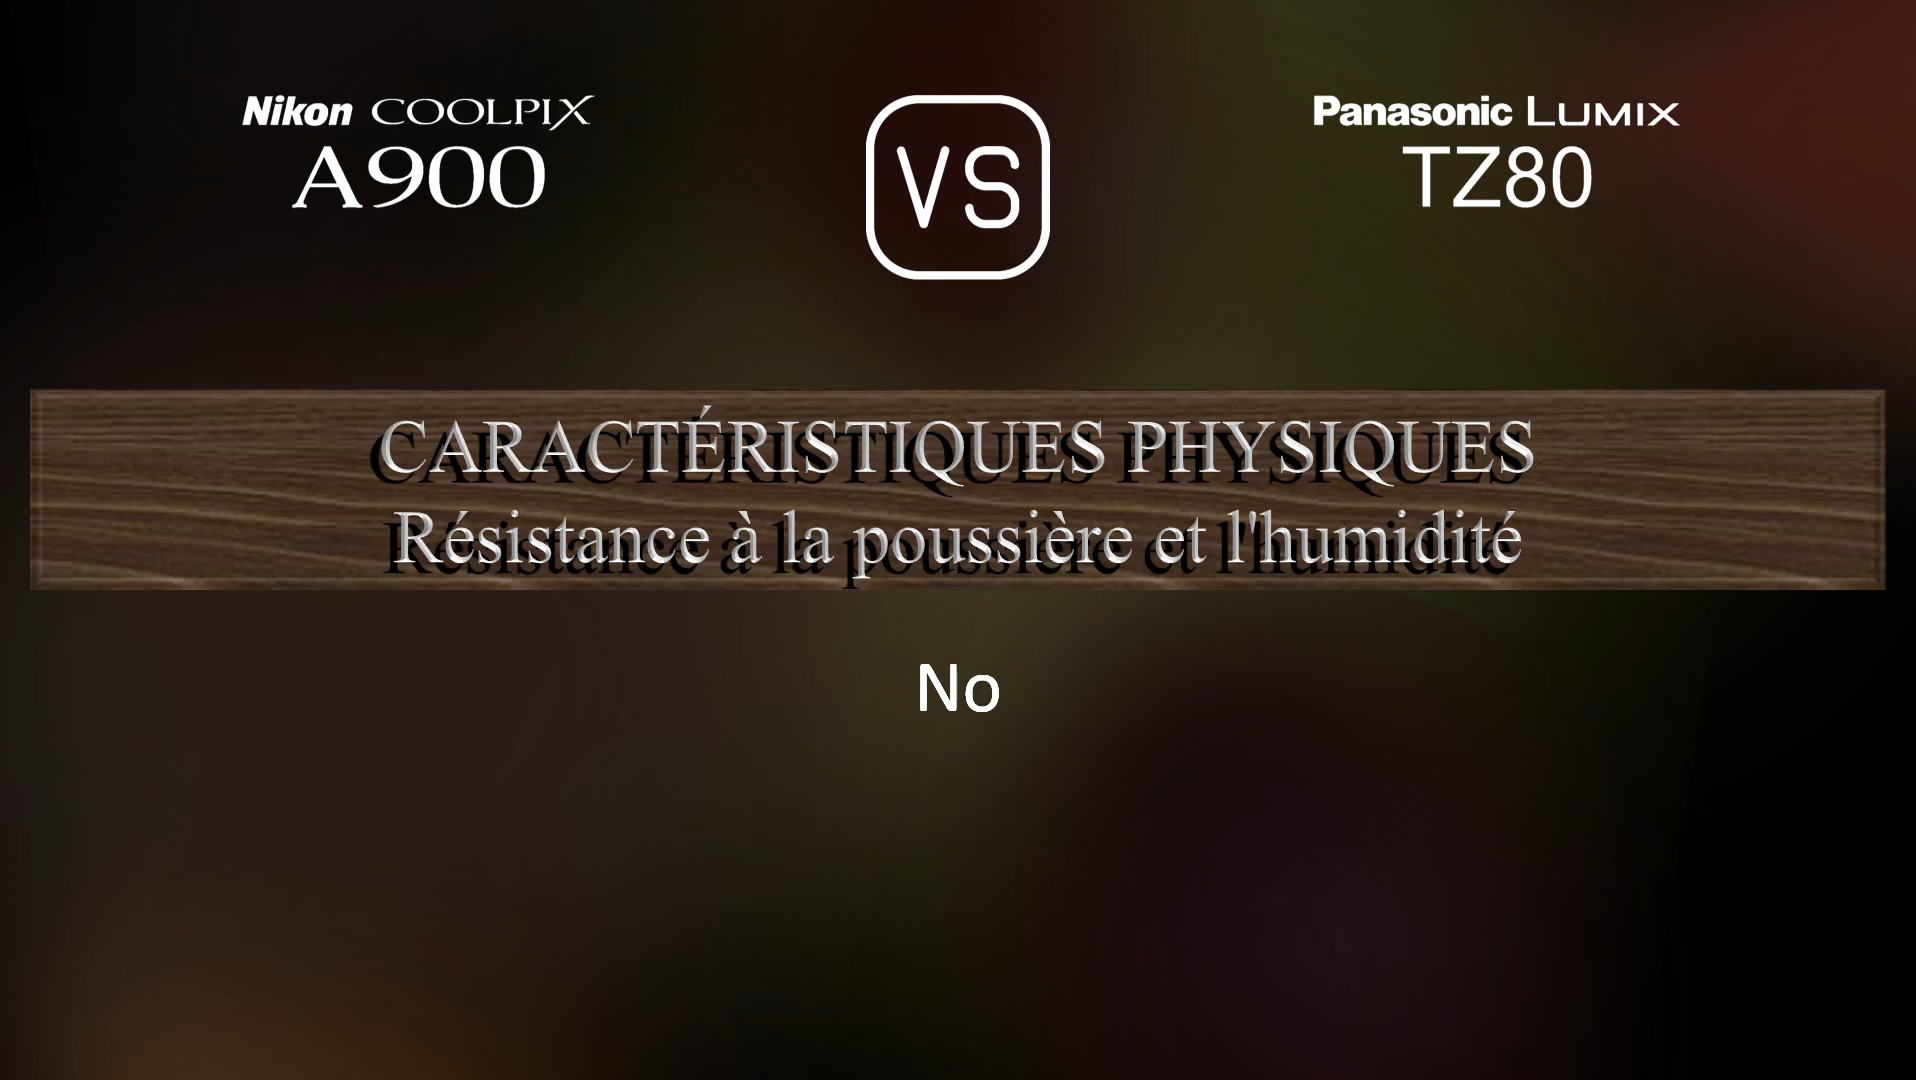 Nikon COOLPIX
A900
VS
Panasonic LUMIX
TZ80
CARACTÉRISTIQUES PHYSIQUES
Résistance à la poussière et l'humidité
No